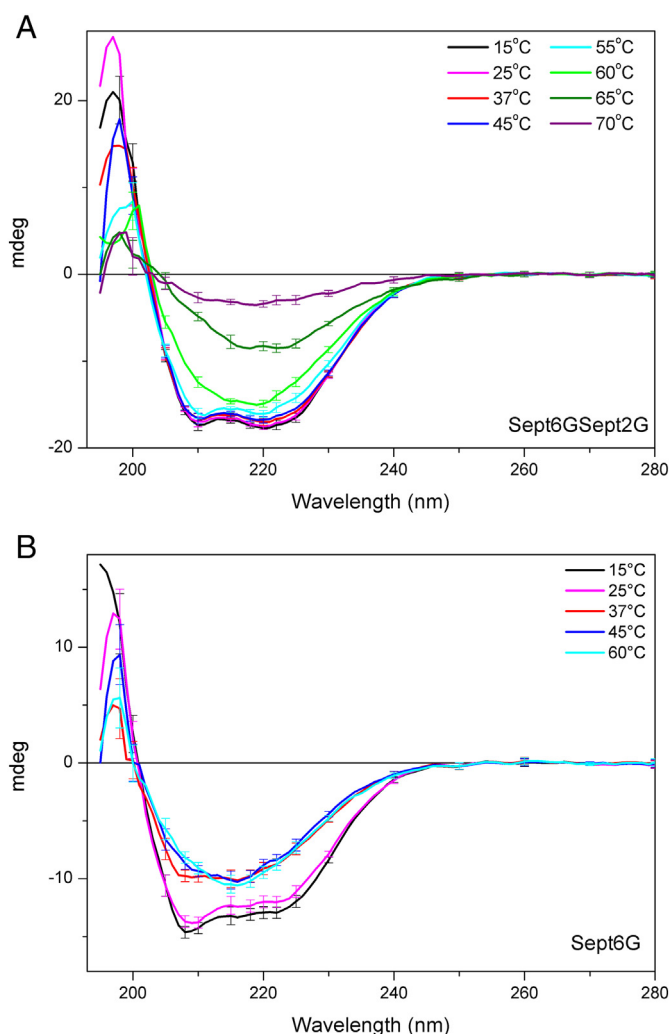 A
15°C 55°C
25°C 60°C
37°C 65°C
45°C 70°C
20
0
-20
mdeg
Sept6GSept2G
200 220 240 260 280
Wavelength (nm)
B
15°C
25°C
37°C
45°C
60°C
10
0
-10
mdeg
Sept6G
200 220 240 260 280
Wavelength (nm)